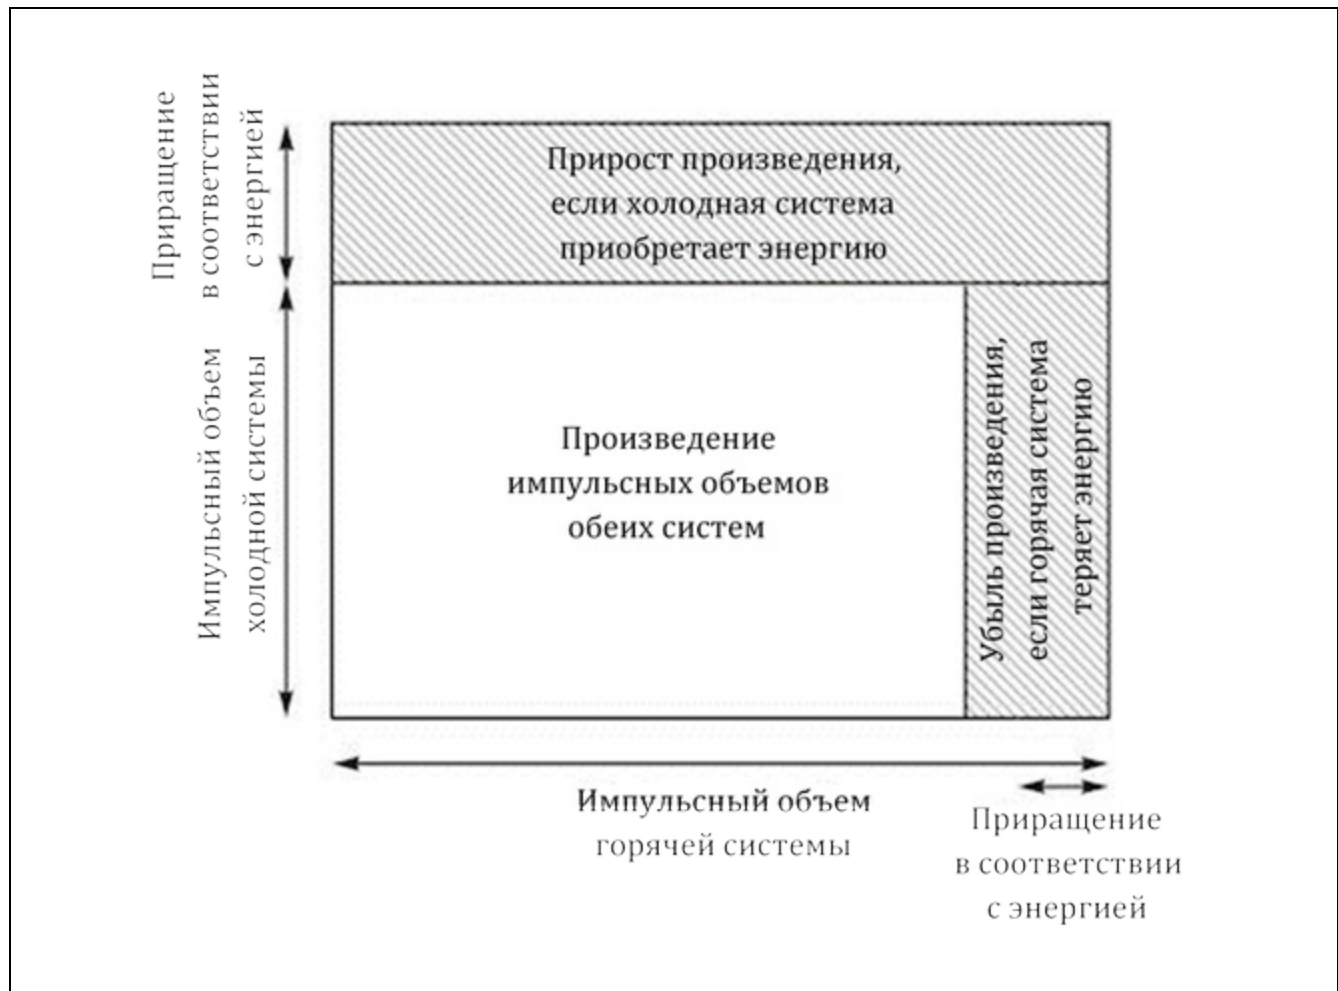 Приращение
в соответствии
с энергией
Прирост произведения,
если холодная система
приобретает энергию
Импульсный объем
холодной системы
Произведение
импульсных объемов
обеих систем
Убыль произведения,
если горячая система
теряет энергию
Импульсный объем
горячей системы
Приращение
в соответствии
с энергией